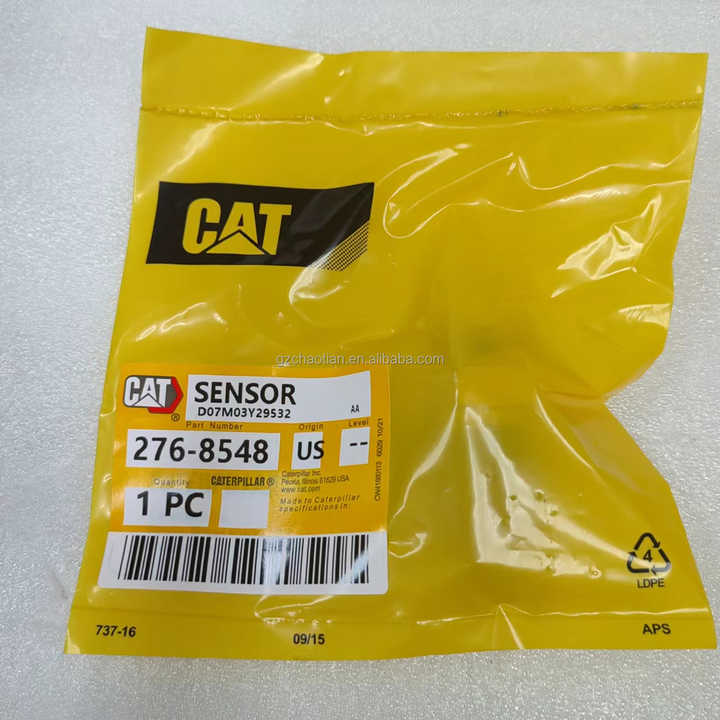 CAT
gzchaotian.en.alibaba.com
CAT ® SENSOR
D07M03Y29532 AA
Part Number Origin Level
276-8548 US --
Quantity CATERPILLAR® Caterpillar Inc.
Peoria, Illinois 61629 USA
www.cat.com
1 PC Made to Caterpillar
specifications in:
4
LDPE
737-16 09/15 APS